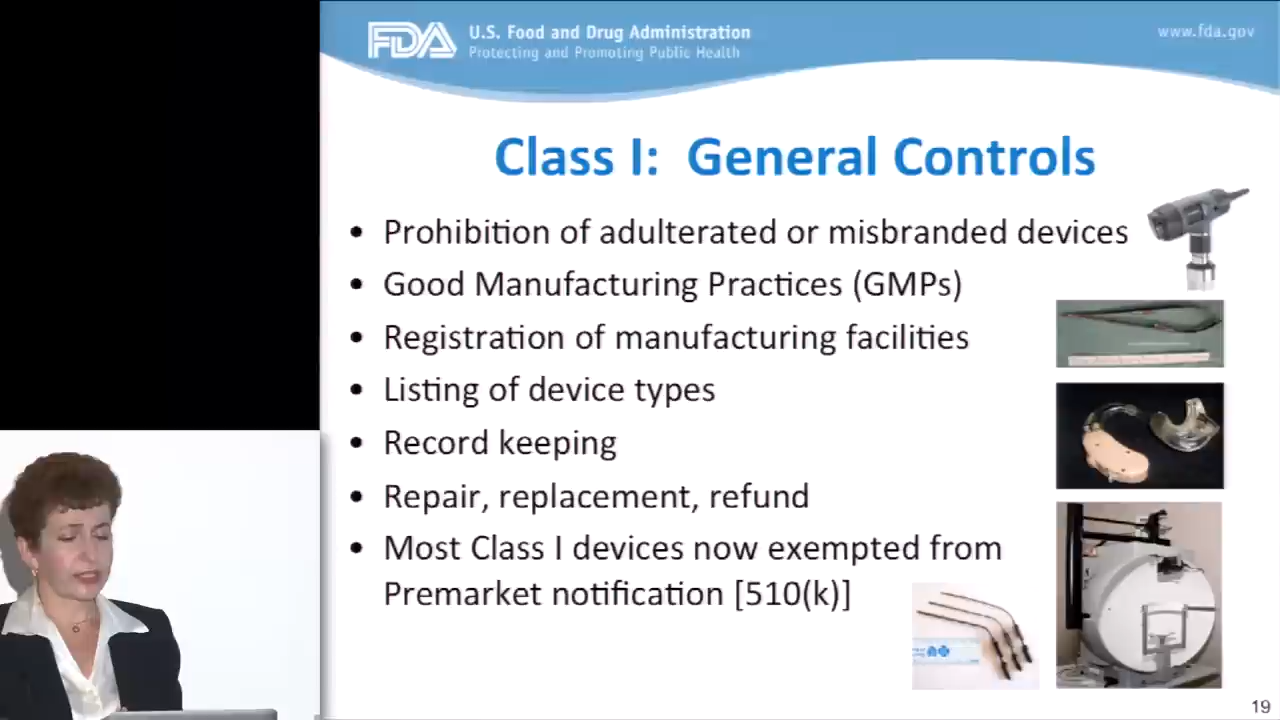 FDA
U.S. Food and Drug Administration
Protecting and Promoting Public Health
www.fda.gov
Class I: General Controls
• Prohibition of adulterated or misbranded devices
• Good Manufacturing Practices (GMPs)
• Registration of manufacturing facilities
• Listing of device types
• Record keeping
• Repair, replacement, refund
• Most Class I devices now exempted from
Premarket notification [510(k)]
19